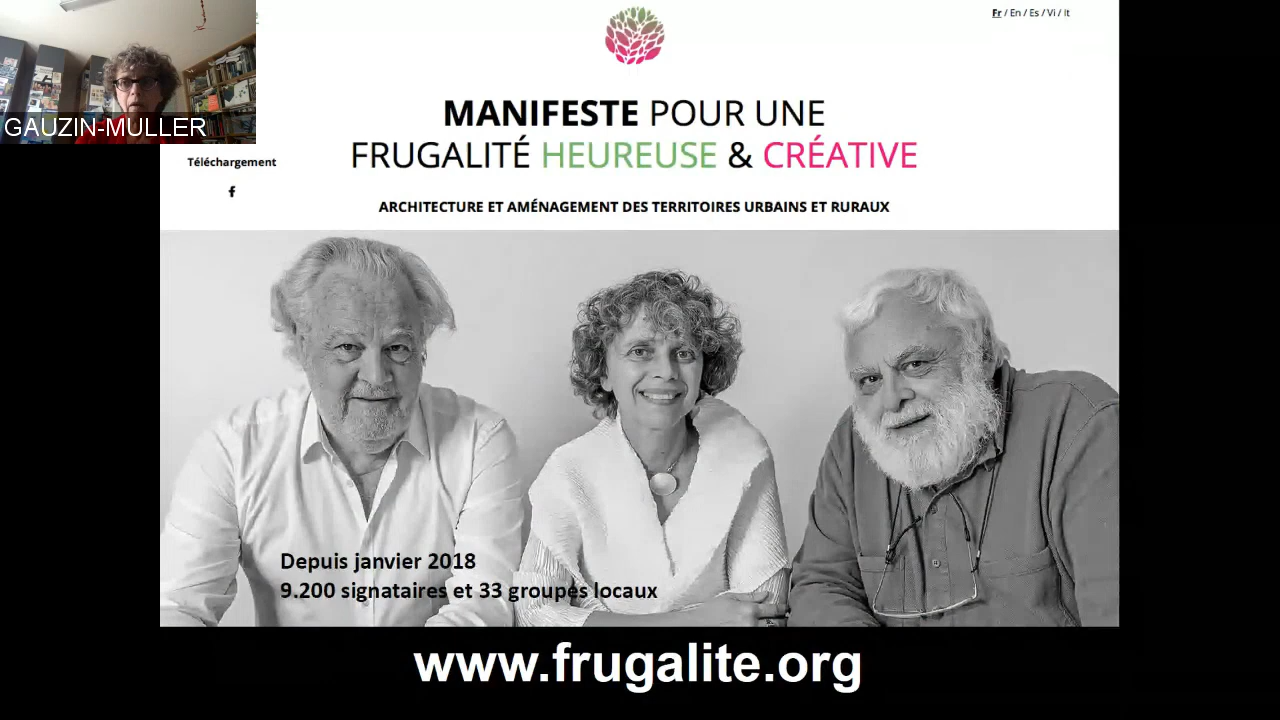 Fr / En / Es / Vi / It
GAUZIN-MULLER
MANIFESTE POUR UNE
FRUGALITÉ HEUREUSE & CRÉATIVE
Téléchargement
f
ARCHITECTURE ET AMÉNAGEMENT DES TERRITOIRES URBAINS ET RURAUX
Depuis janvier 2018
9.200 signataires et 33 groupes locaux
www.frugalite.org